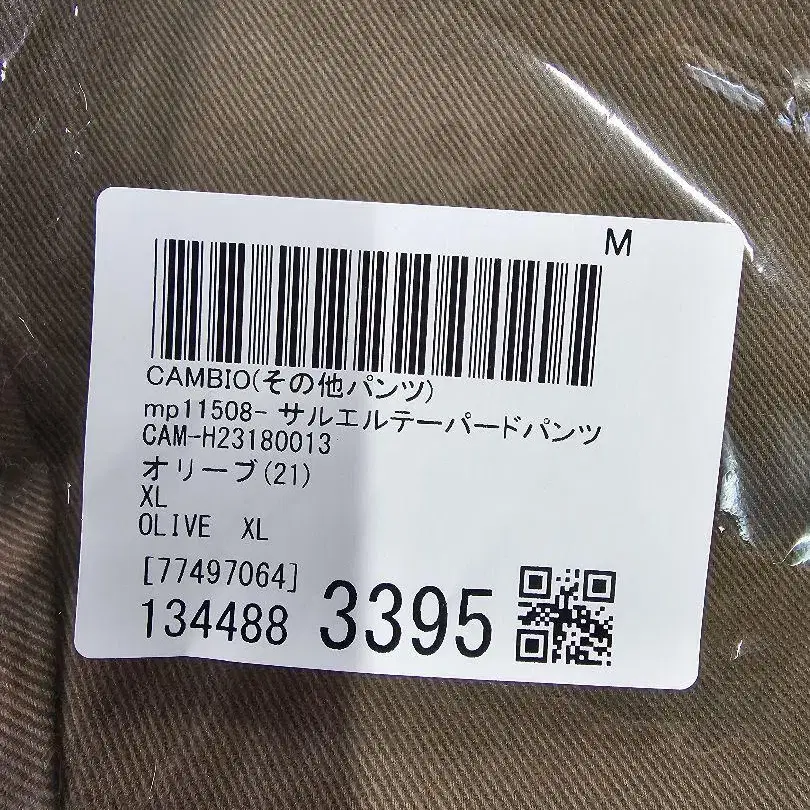 M
CAMBIO(その他パンツ)
mp11508- サルエルテーパードパンツ
CAM-H23180013
オリーブ(21)
XL
OLIVE XL
[77497064]
134488 3395